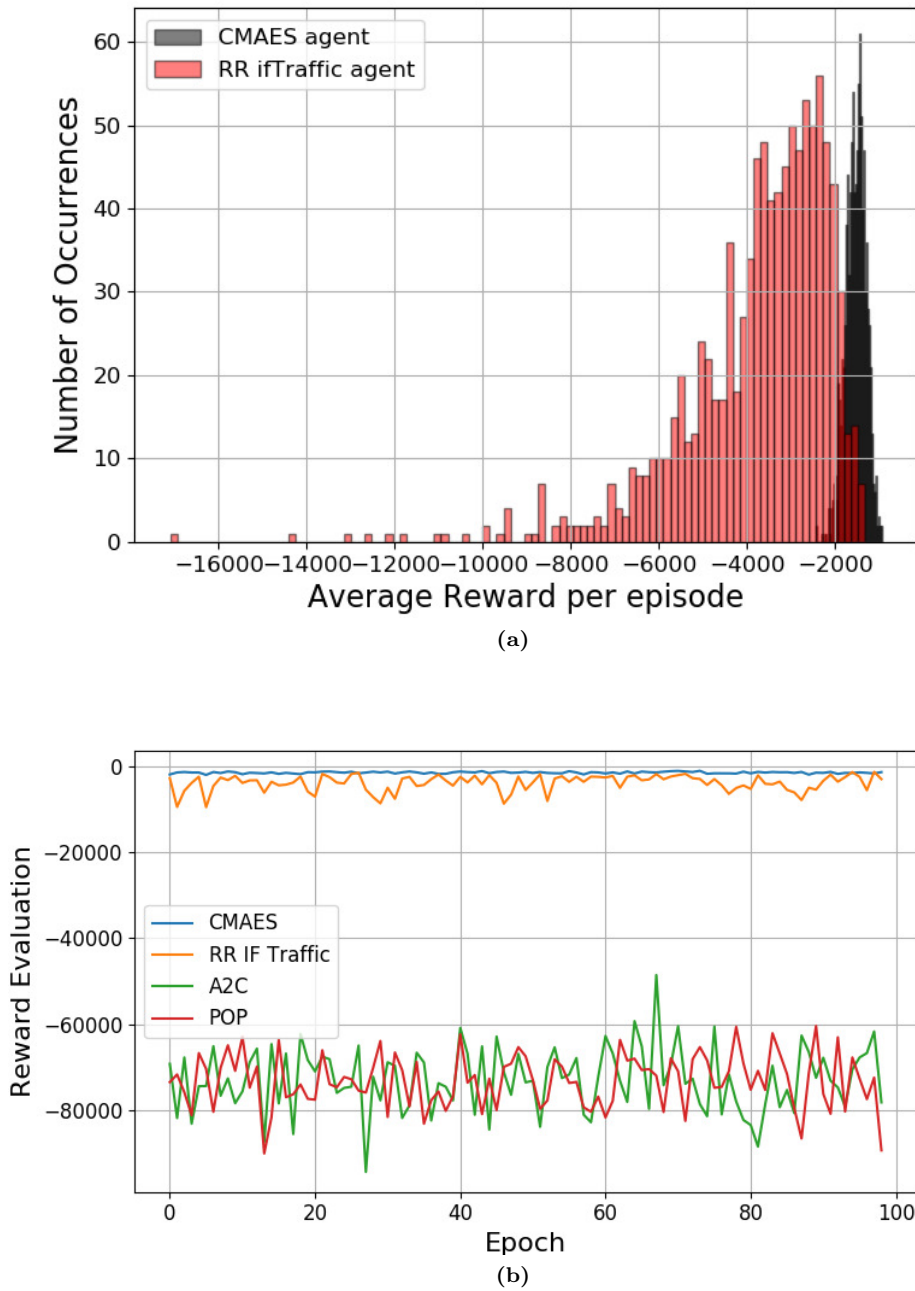 60
50
40
30
20
10
0
Number of Occurrences
CMAES agent
RR ifTraffic agent
−16000 −14000 −12000 −10000 −8000 −6000 −4000 −2000
Average Reward per episode
(a)
0
−20000
−40000
−60000
−80000
Reward Evaluation
CMAES
RR IF Traffic
A2C
POP
0 20 40 60 80 100
Epoch
(b)